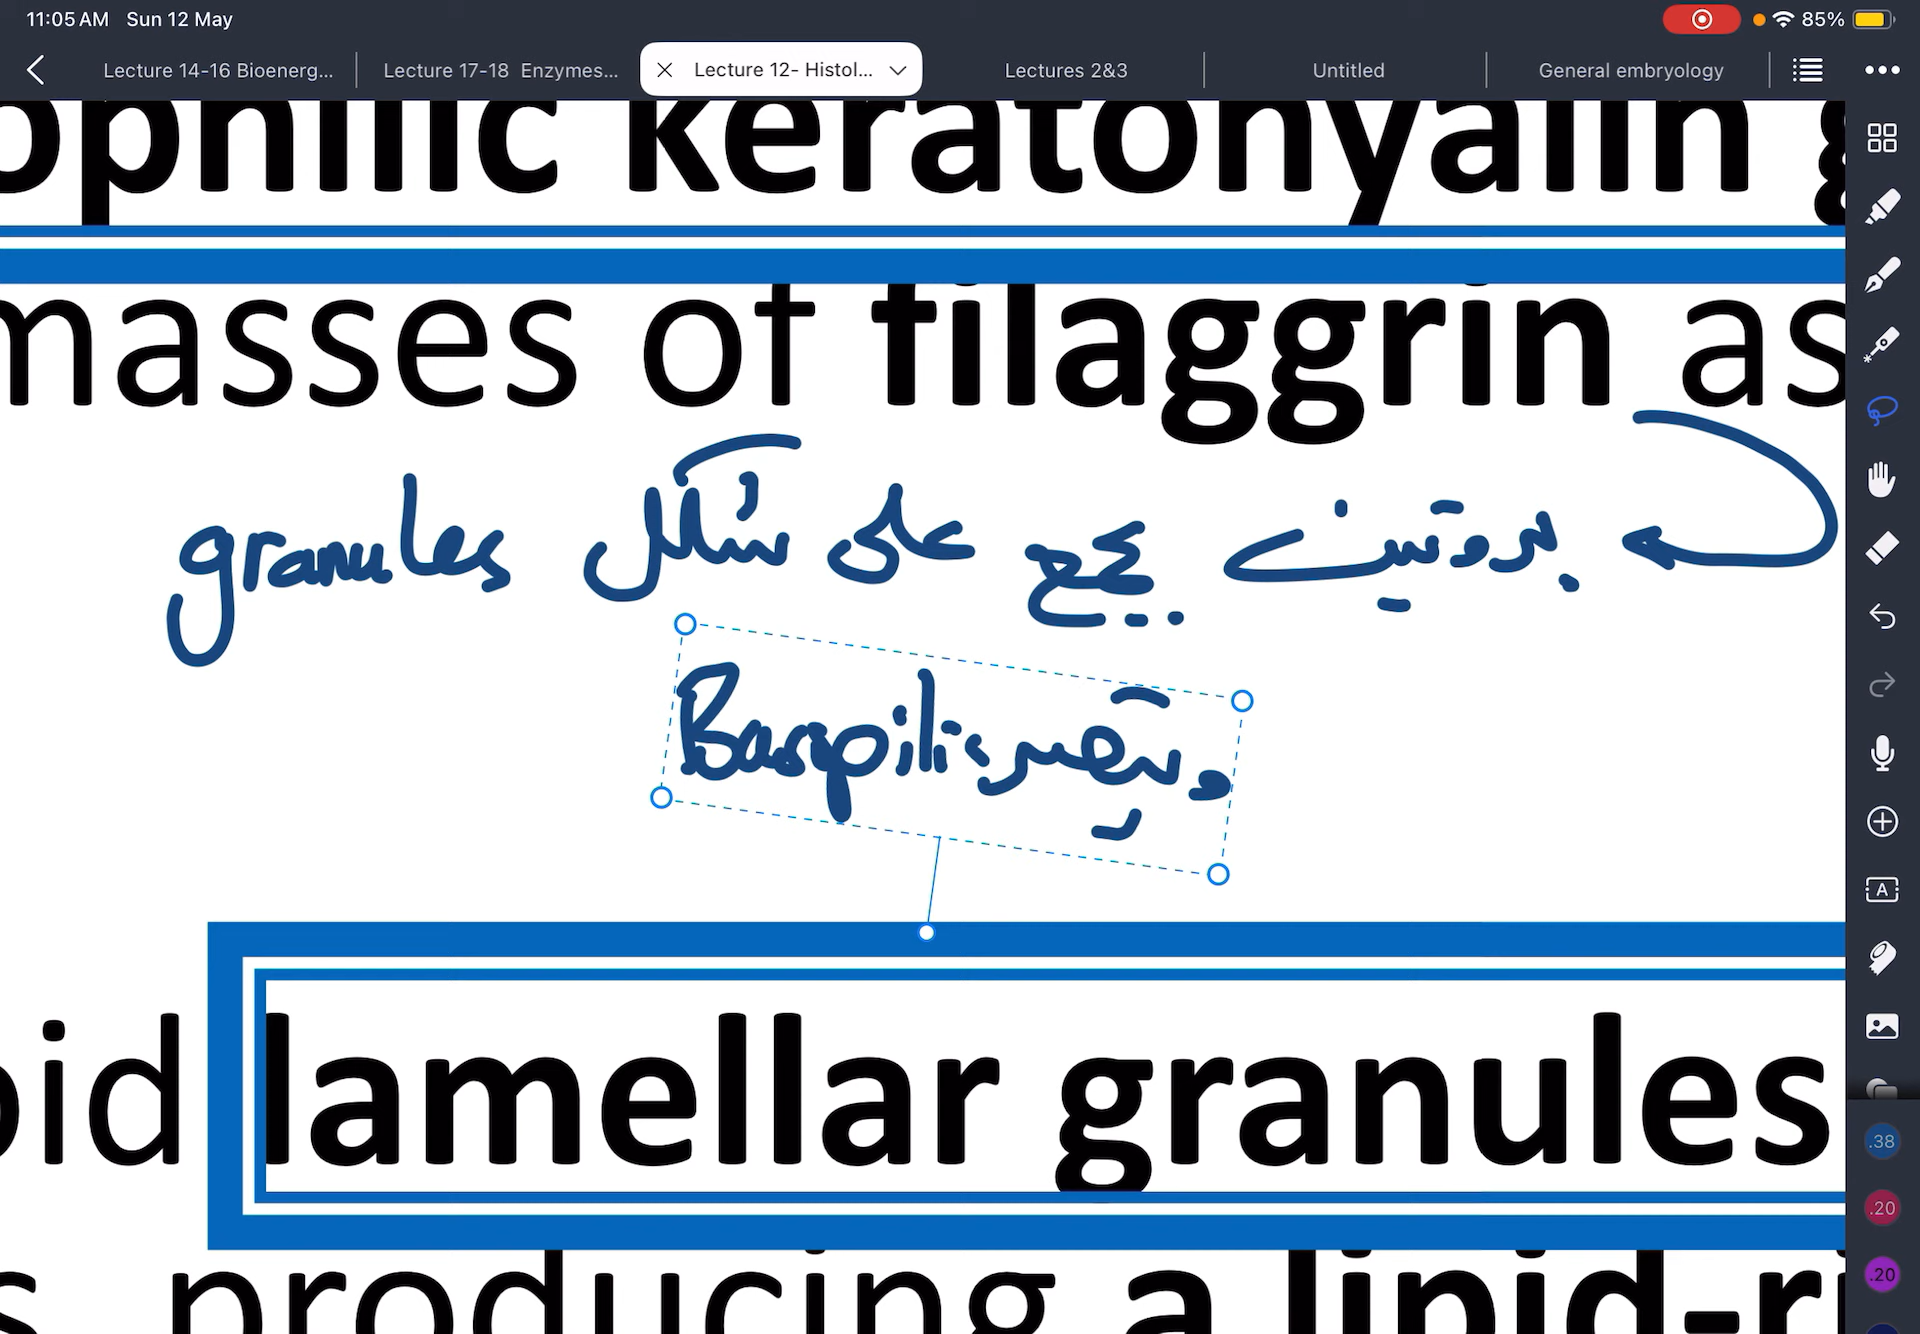 11:05 AM Sun 12 May
85%
Lecture 14-16 Bioenerg...
Lecture 17-18 Enzymes...
Lecture 12- Histol...
Lectures 2&3
Untitled
General embryology
ophilic keratohyalin g
masses of filaggrin as
بروتين يجمع على شكل granules
oid lamellar granules
s, producing a lipid-ri
A
.38
.20
.20